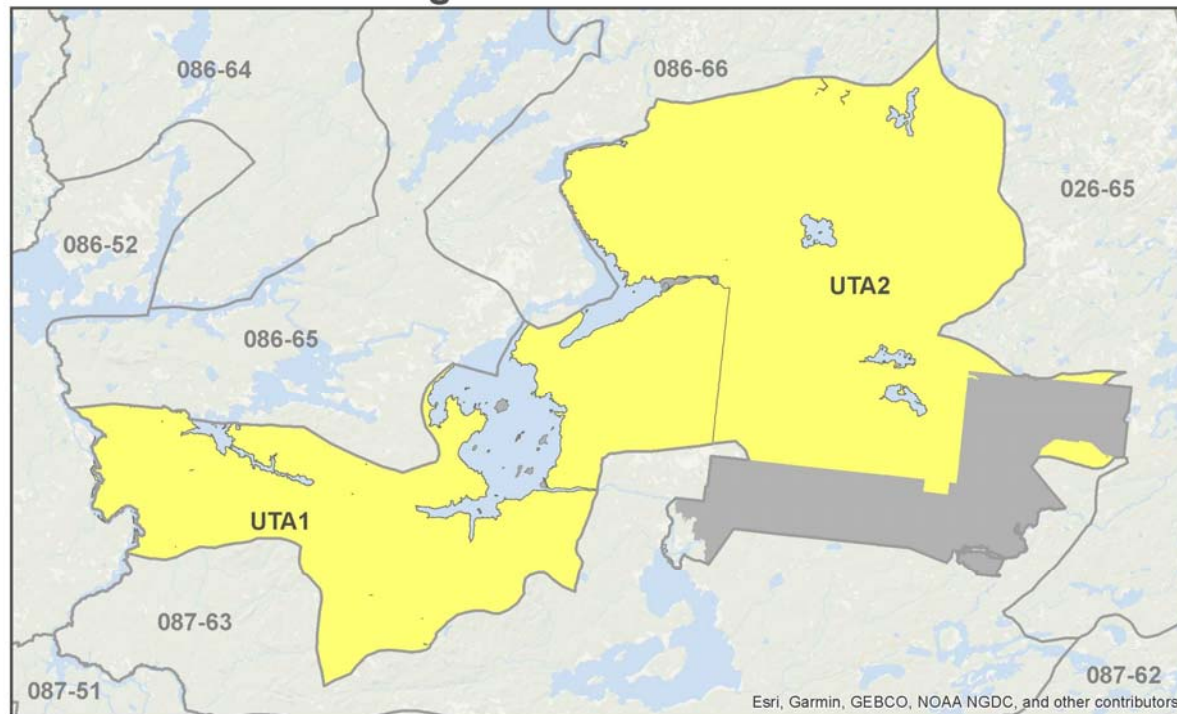 086-64
086-66
026-65
086-52
UTA2
086-65
UTA1
087-63
087-62
087-51
Esri, Garmin, GEBCO, NOAA NGDC, and other contributors